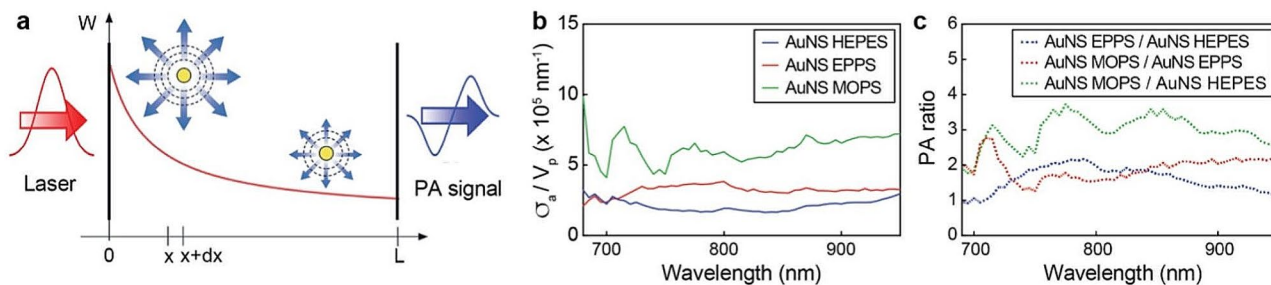 a
W
Laser
PA signal
0
x
x+dx
L
b
σa / Vp (x 10⁵ nm⁻¹)
15
10
5
0
AuNS HEPES
AuNS EPPS
AuNS MOPS
700
800
900
Wavelength (nm)
c
PA ratio
6
5
4
3
2
1
0
AuNS EPPS / AuNS HEPES
AuNS MOPS / AuNS EPPS
AuNS MOPS / AuNS HEPES
700
800
900
Wavelength (nm)